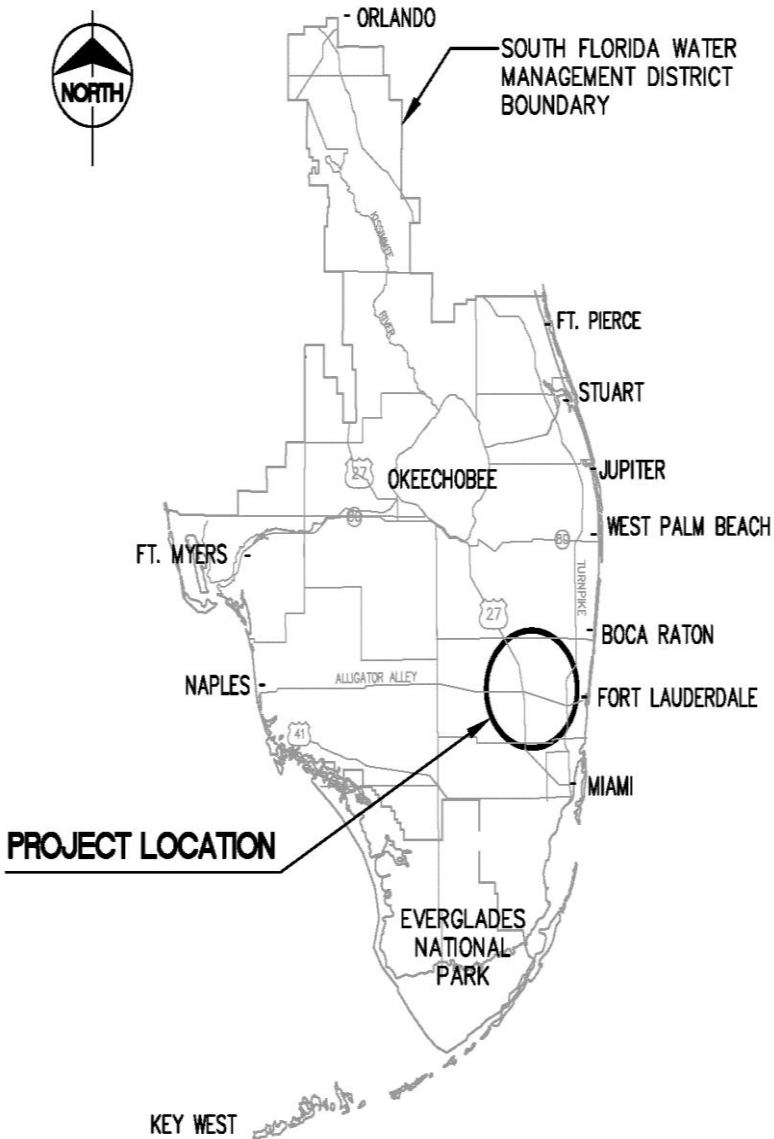 ORLANDO
NORTH
SOUTH FLORIDA WATER
MANAGEMENT DISTRICT
BOUNDARY
KISSIMMEE
RIVER
FT. PIERCE
STUART
JUPITER
27
OKEECHOBEE
80
WEST PALM BEACH
80
FT. MYERS
TURNPIKE
27
BOCA RATON
NAPLES
ALLIGATOR ALLEY
FORT LAUDERDALE
41
MIAMI
PROJECT LOCATION
EVERGLADES
NATIONAL
PARK
KEY WEST